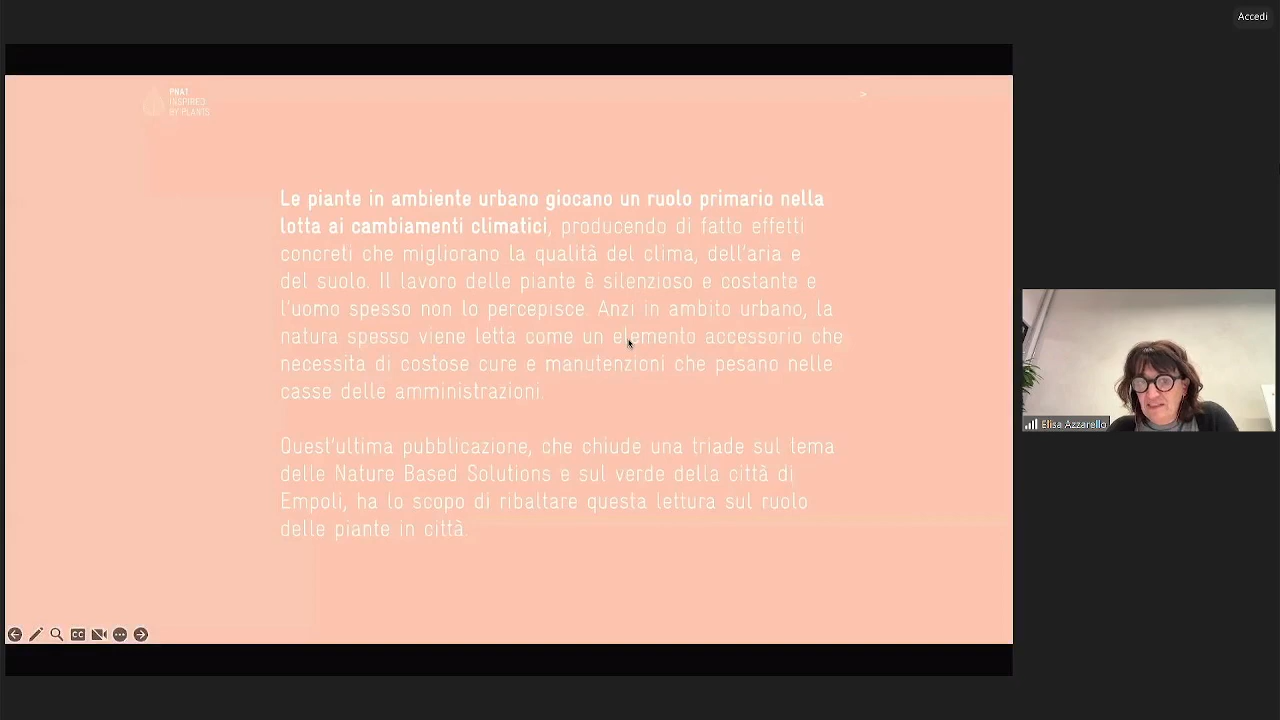 Accedi
PNAT
INSPIRED
BY PLANTS
>
Le piante in ambiente urbano giocano un ruolo primario nella
lotta ai cambiamenti climatici, producendo di fatto effetti
concreti che migliorano la qualità del clima, dell'aria e
del suolo. Il lavoro delle piante è silenzioso e costante e
l'uomo spesso non lo percepisce. Anzi in ambito urbano, la
natura spesso viene letta come un elemento accessorio che
necessita di costose cure e manutenzioni che pesano nelle
casse delle amministrazioni.
Quest'ultima pubblicazione, che chiude una triade sul tema
delle Nature Based Solutions e sul verde della città di
Empoli, ha lo scopo di ribaltare questa lettura sul ruolo
delle piante in città.
Elisa Azzarello
CC